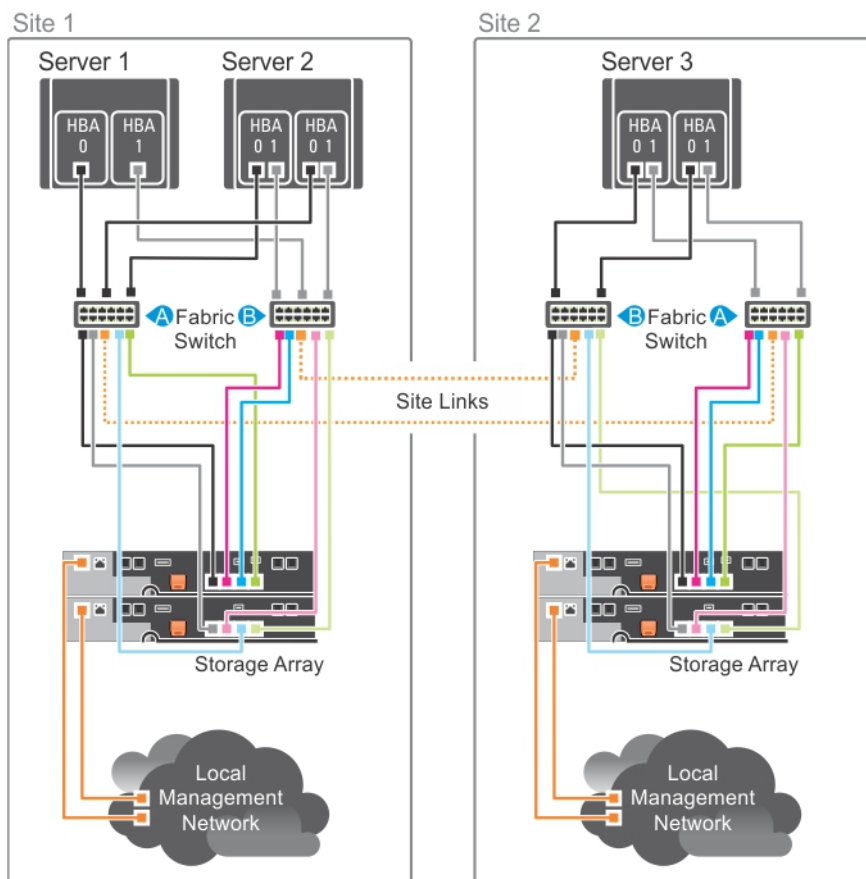 Site 1
Server 1
Server 2
HBA
0
HBA
1
HBA
0 1
HBA
0 1
A Fabric B
Switch
Storage Array
Local
Management
Network
Site Links
Site 2
Server 3
HBA
0 1
HBA
0 1
B Fabric A
Switch
Storage Array
Local
Management
Network